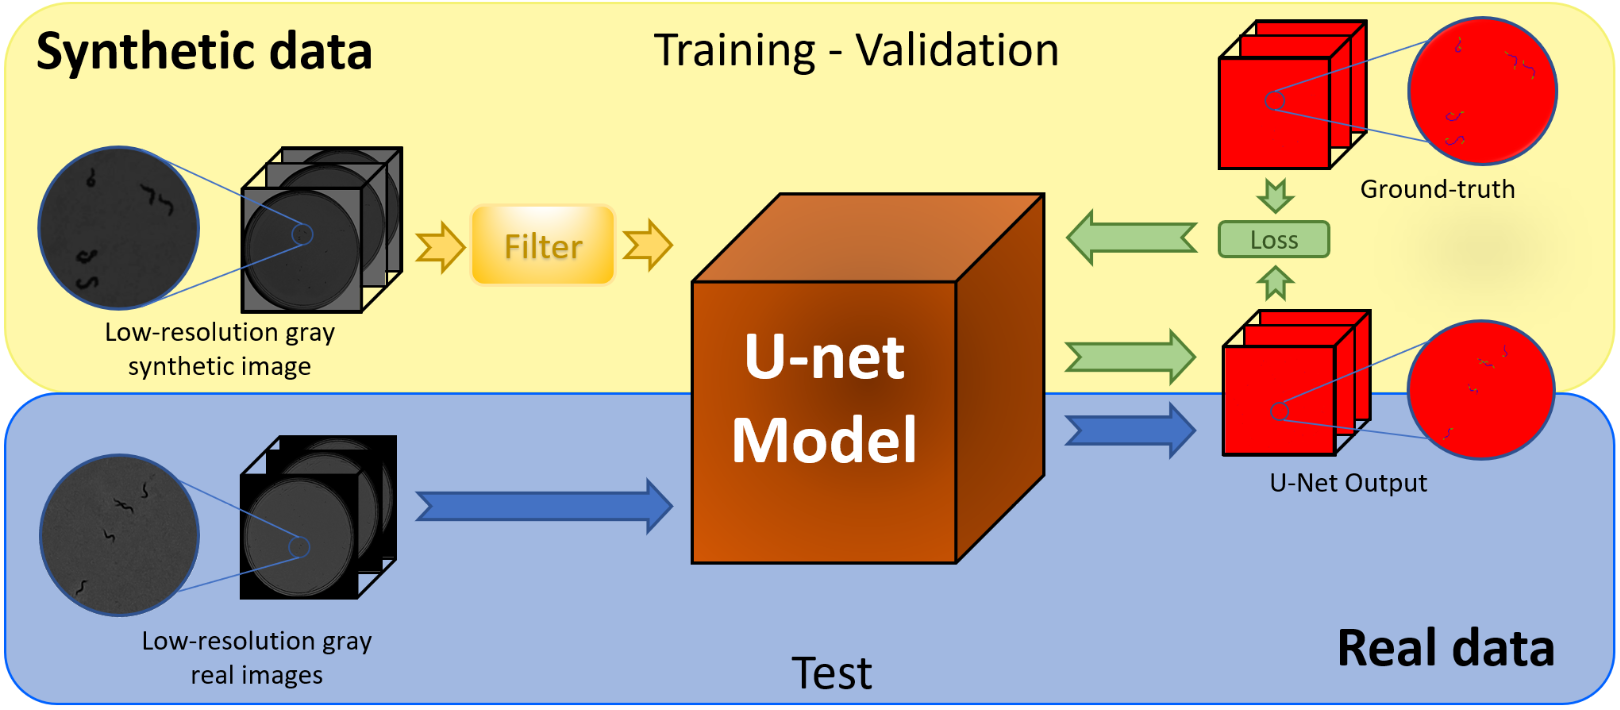 Synthetic data
Training - Validation
Ground-truth
Filter
Loss
Low-resolution gray
synthetic image
U-net
Model
U-Net Output
Low-resolution gray
real images
Test
Real data